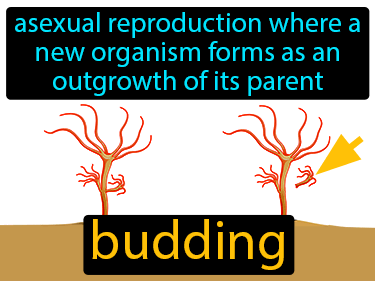 asexual reproduction where a
new organism forms as an
outgrowth of its parent
budding